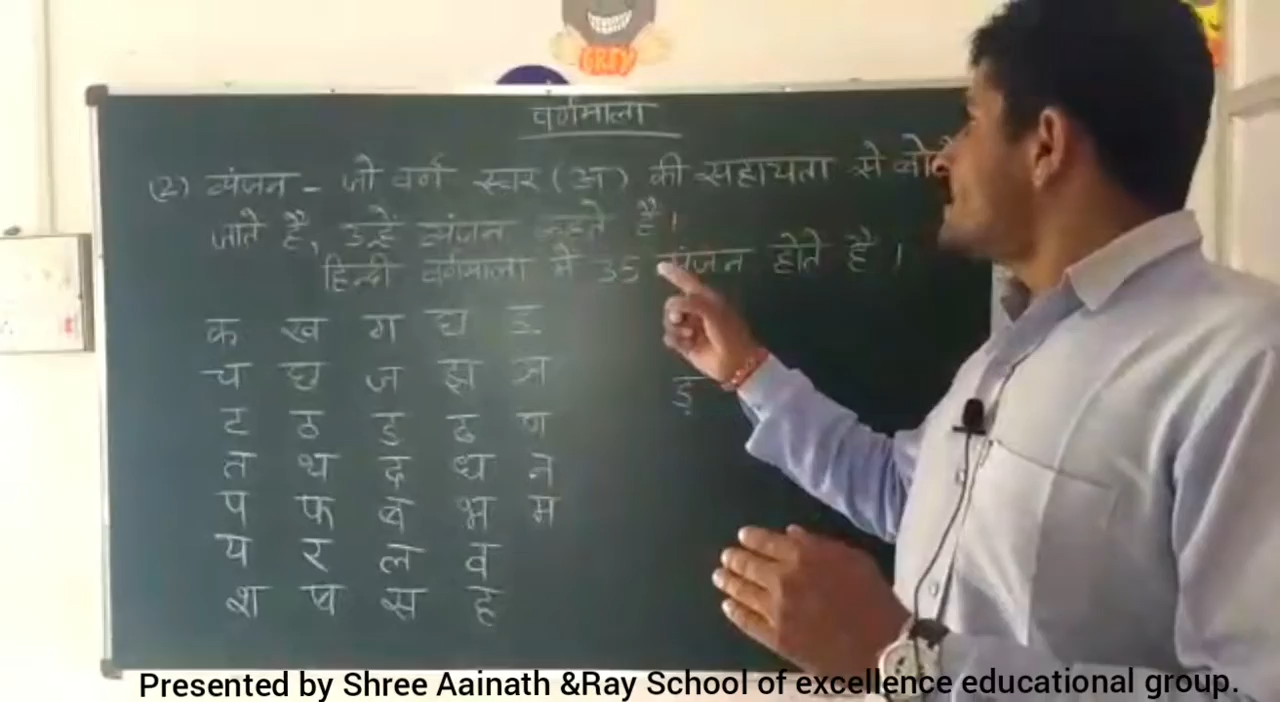 वर्णमाला
(2) व्यंजन - जो वर्ण स्वर (अ) की सहायता से
जाते है, उन्हें व्यंजन कहते है।
हिन्दी वर्णमाला मे 35 व्यंजन होते है।
क ख ग घ ङ
च छ ज झ ञ
ट ठ ड ढ ण
ड़
त थ द ध न
प फ ब भ म
य र ल व
श ष स ह
Presented by Shree Aainath &Ray School of excellence educational group.